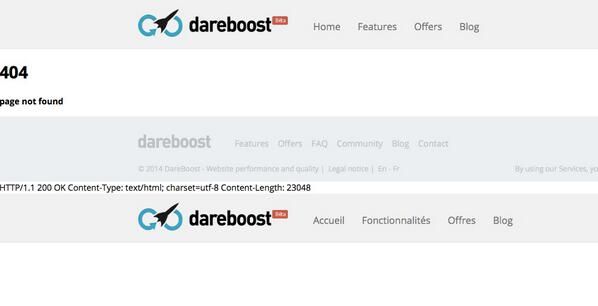 dareboost Bêta Home Features Offers Blog
404
page not found
dareboost Features Offers FAQ Community Blog Contact
© 2014 DareBoost - Website performance and quality | Legal notice | En - Fr By using our Services, yo
HTTP/1.1 200 OK Content-Type: text/html; charset=utf-8 Content-Length: 23048
dareboost Bêta Accueil Fonctionnalités Offres Blog